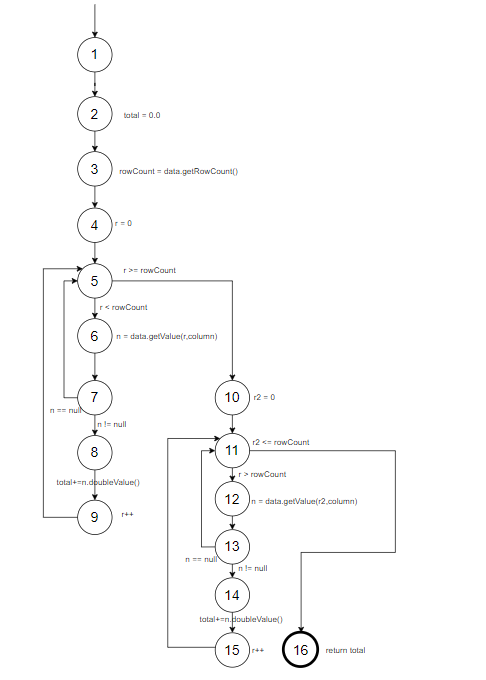 1
2
total = 0.0
3
rowCount = data.getRowCount()
4
r = 0
r >= rowCount
5
r < rowCount
6
n = data.getValue(r,column)
7
n == null
n != null
8
total+=n.doubleValue()
9
r++
10
r2 = 0
r2 <= rowCount
11
r > rowCount
12
n = data.getValue(r2,column)
13
n == null
n != null
14
total+=n.doubleValue()
15
r++
16
return total